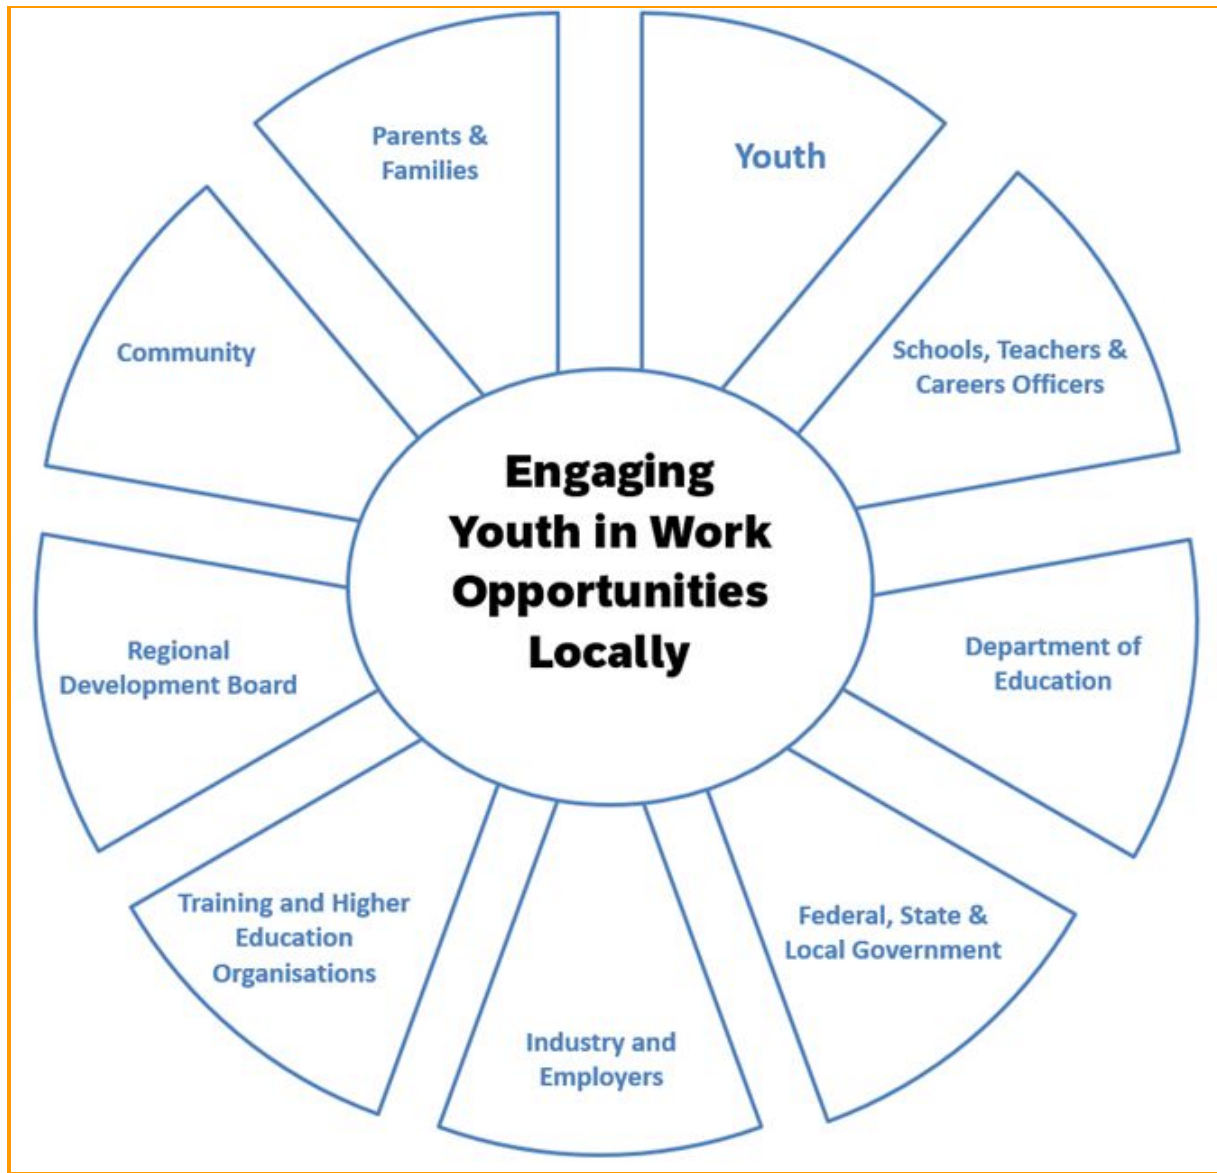 Parents &
Families
Youth
Schools, Teachers &
Careers Officers
Department of
Education
Federal, State &
Local Government
Industry and
Employers
Training and Higher
Education
Organisations
Regional
Development Board
Community
Engaging
Youth in Work
Opportunities
Locally